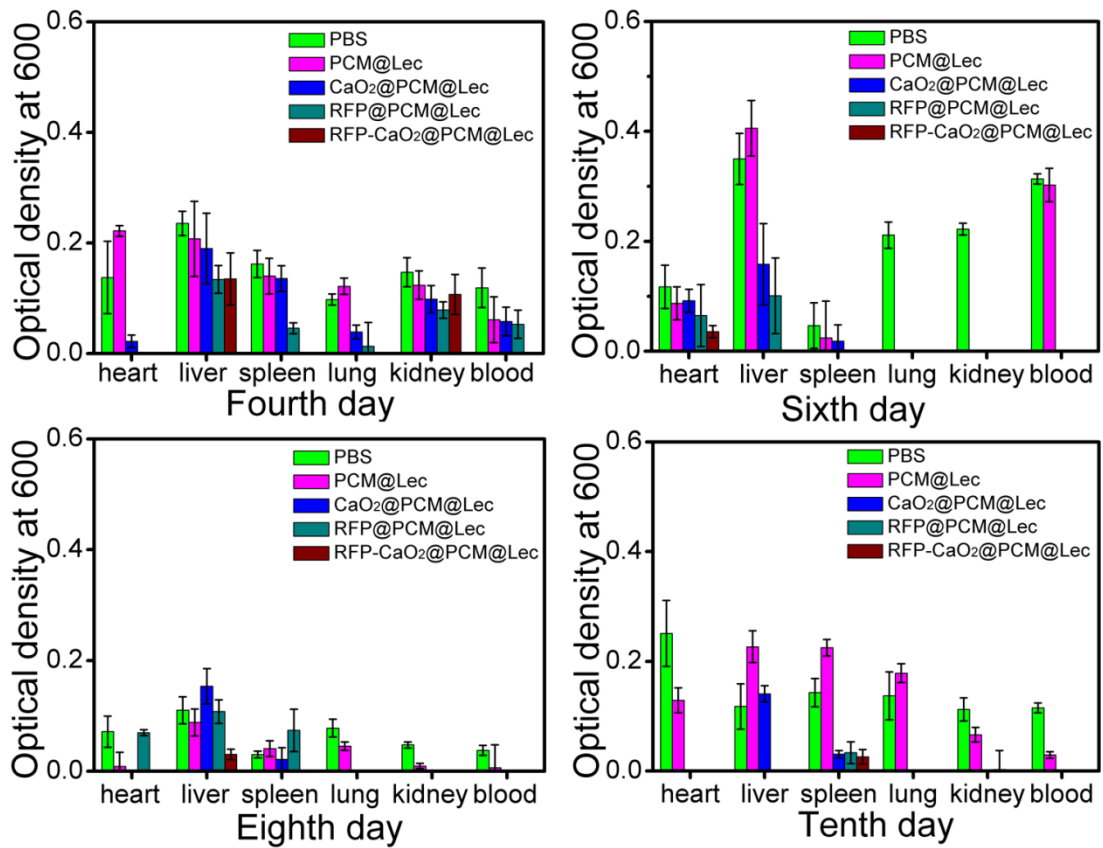 Optical density at 600
0.6
0.4
0.2
0.0
PBS
PCM@Lec
CaO₂@PCM@Lec
RFP@PCM@Lec
RFP-CaO₂@PCM@Lec
heart liver spleen lung kidney blood
Fourth day
Optical density at 600
0.6
0.4
0.2
0.0
PBS
PCM@Lec
CaO₂@PCM@Lec
RFP@PCM@Lec
RFP-CaO₂@PCM@Lec
heart liver spleen lung kidney blood
Sixth day
Optical density at 600
0.6
0.4
0.2
0.0
PBS
PCM@Lec
CaO₂@PCM@Lec
RFP@PCM@Lec
RFP-CaO₂@PCM@Lec
heart liver spleen lung kidney blood
Eighth day
Optical density at 600
0.6
0.4
0.2
0.0
PBS
PCM@Lec
CaO₂@PCM@Lec
RFP@PCM@Lec
RFP-CaO₂@PCM@Lec
heart liver spleen lung kidney blood
Tenth day